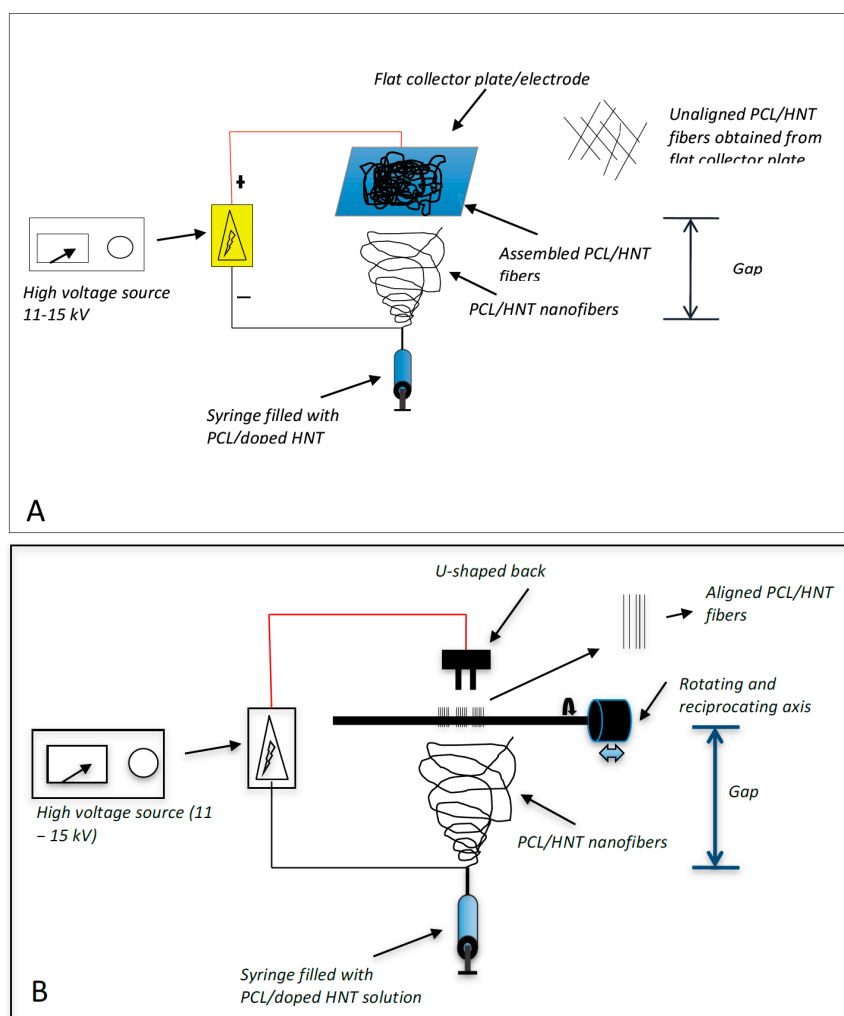 Flat collector plate/electrode
Unaligned PCL/HNT
fibers obtained from
flat collector plate
+
Assembled PCL/HNT
fibers
Gap
High voltage source
11-15 kV
—
PCL/HNT nanofibers
Syringe filled with
PCL/doped HNT
A
U-shaped back
Aligned PCL/HNT
fibers
Rotating and
reciprocating axis
Gap
High voltage source (11
– 15 kV)
PCL/HNT nanofibers
Syringe filled with
PCL/doped HNT solution
B